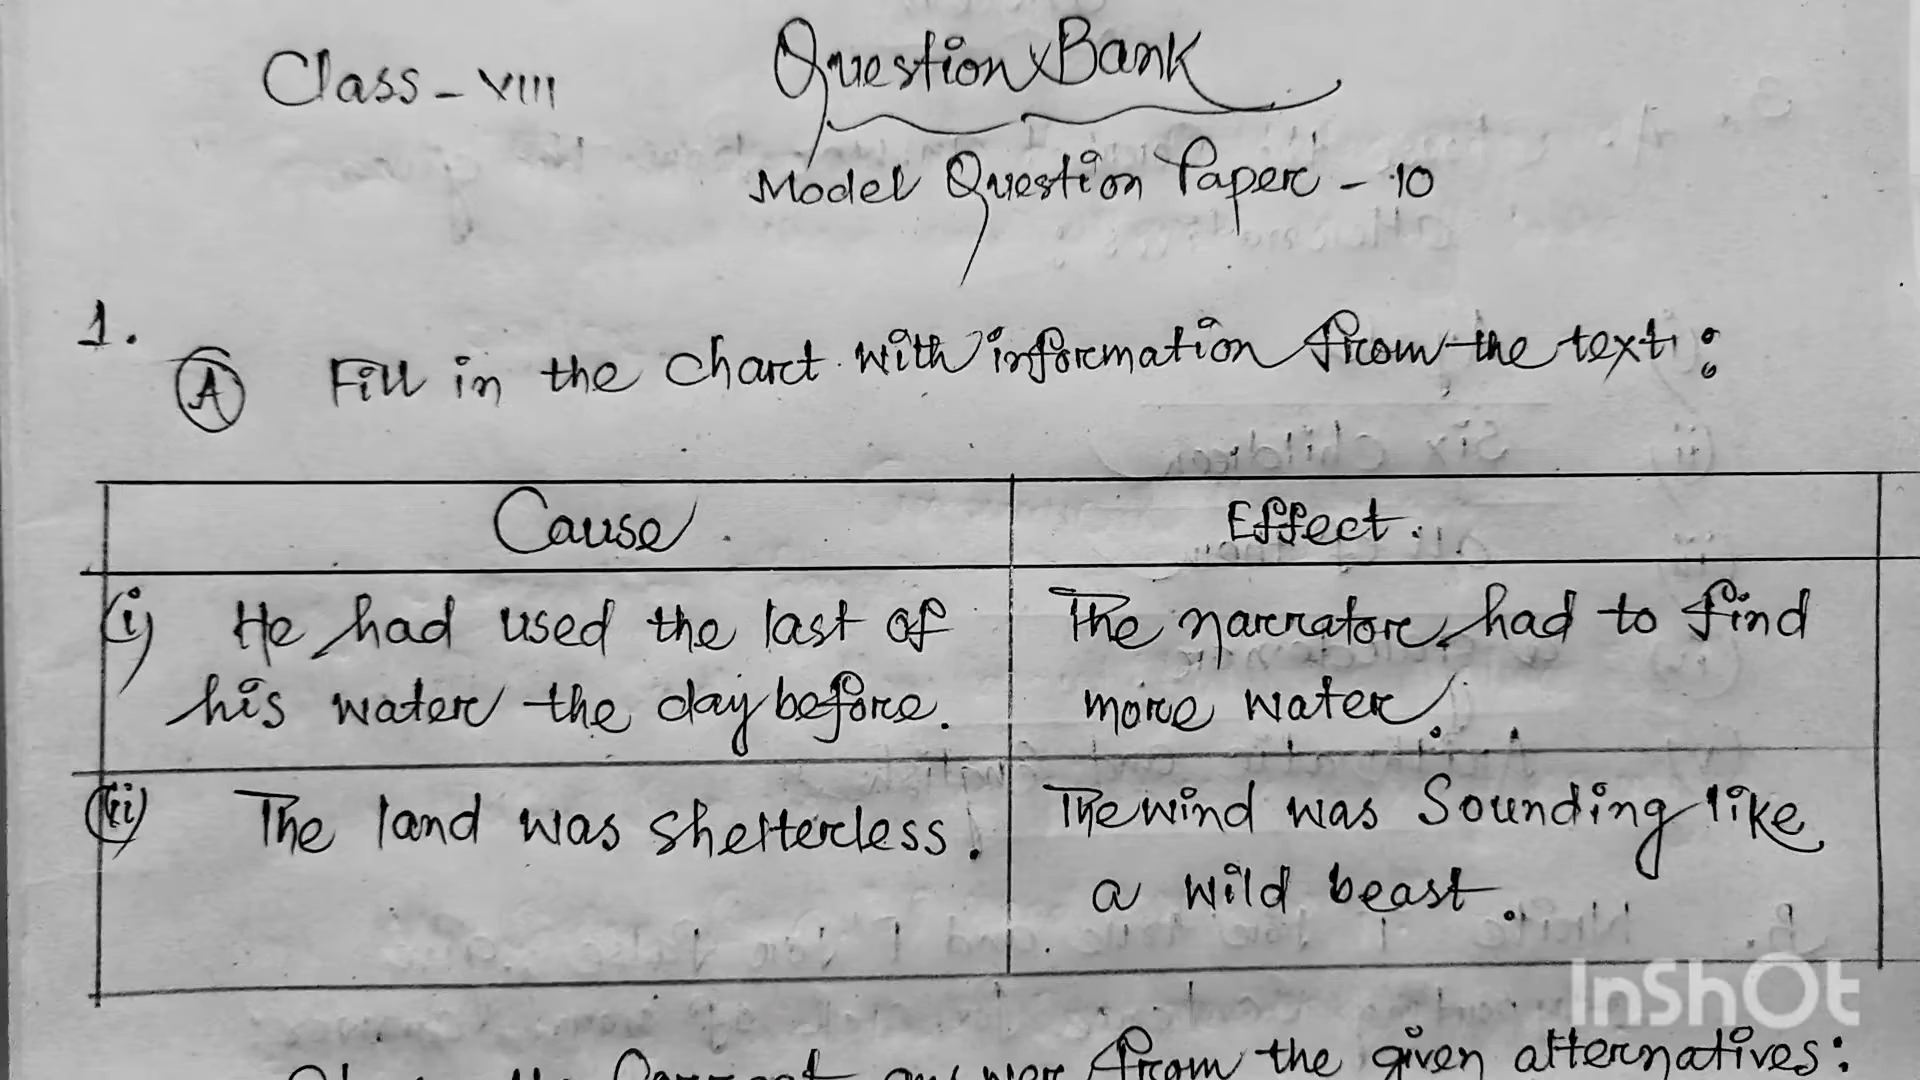 Class - VIII
Question Bank
Model Question Paper - 10
1.
A Fill in the chart with information from the text:
Cause Effect.
(i) He had used the last of The narrator had to find
his water the day before. more water.
(ii) The land was shelterless. The wind was sounding like
a wild beast.
InShOt
from the given alternatives: